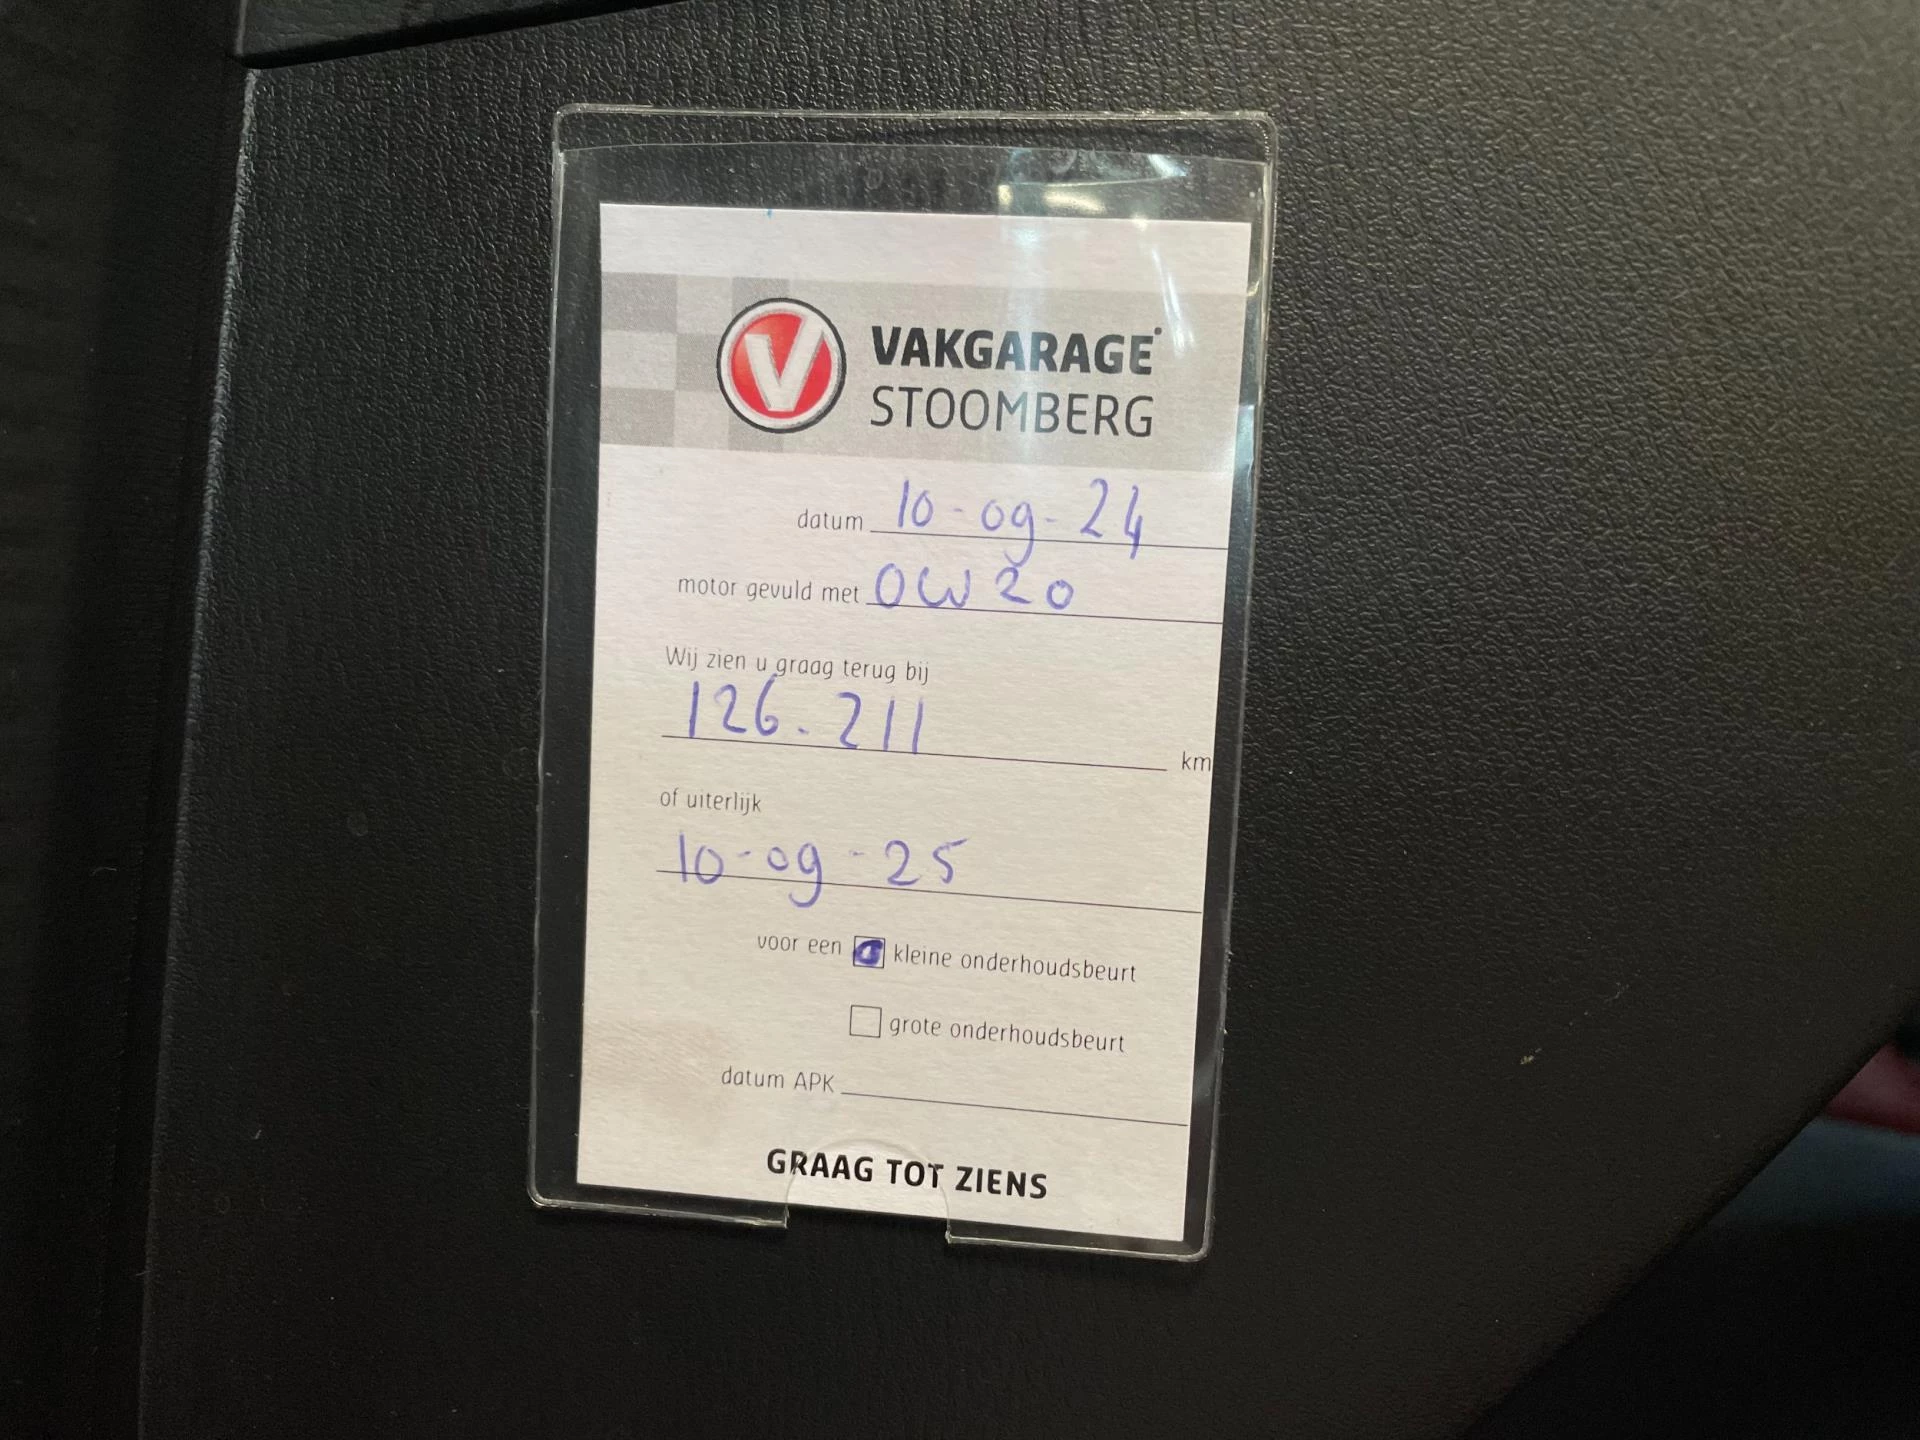 V VAKGARAGE
STOOMBERG
datum 10-09-24
motor gevuld met 0W20
Wij zien u graag terug bij
126.211 km
of uiterlijk
10-09-25
voor een kleine onderhoudsbeurt
grote onderhoudsbeurt
datum APK
GRAAG TOT ZIENS